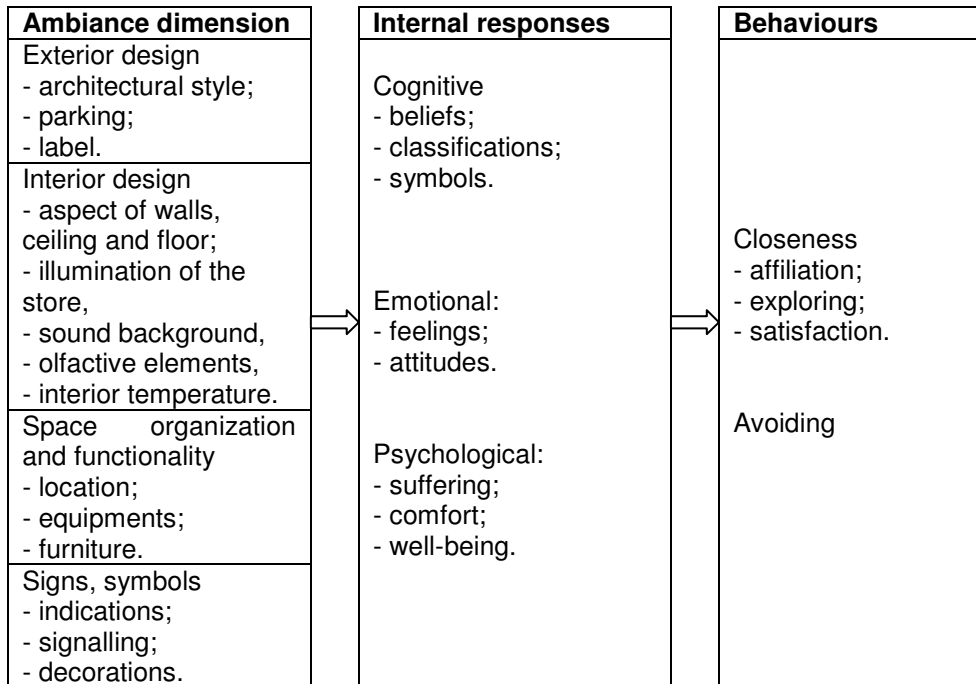 Ambiance dimension
Exterior design
- architectural style;
- parking;
- label.
Interior design
- aspect of walls,
ceiling and floor;
- illumination of the
store,
- sound background,
- olfactive elements,
- interior temperature.
Space organization
and functionality
- location;
- equipments;
- furniture.
Signs, symbols
- indications;
- signalling;
- decorations.
Internal responses
Cognitive
- beliefs;
- classifications;
- symbols.
Emotional:
- feelings;
- attitudes.
Psychological:
- suffering;
- comfort;
- well-being.
Behaviours
Closeness
- affiliation;
- exploring;
- satisfaction.
Avoiding